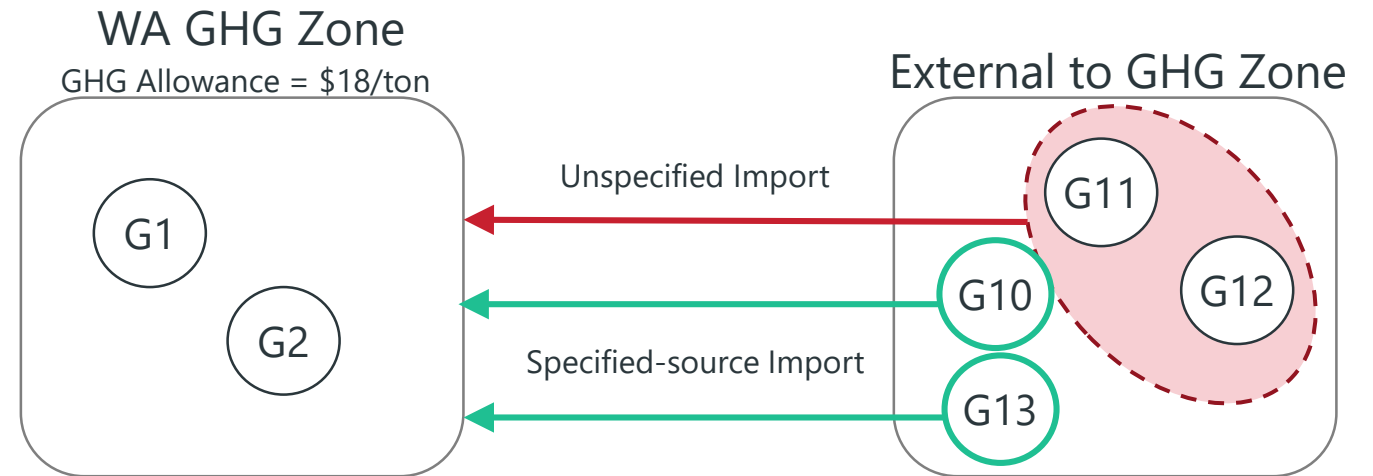 WA GHG Zone
GHG Allowance = $18/ton
External to GHG Zone
Unspecified Import
G11
G1
G10
G12
G2
Specified-source Import
G13